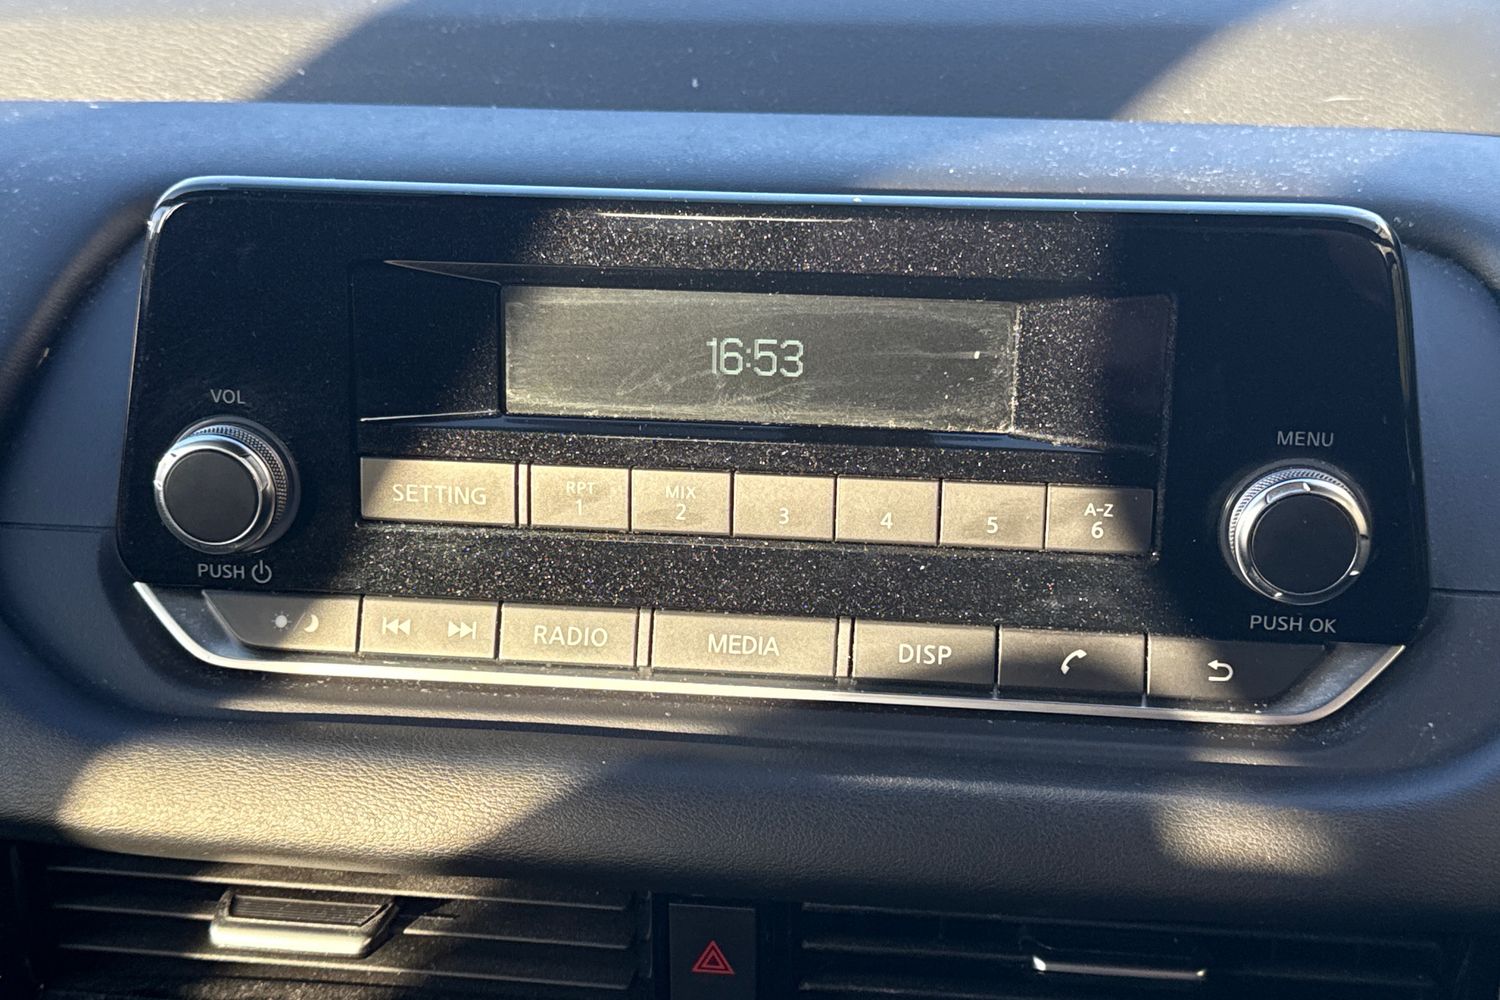 16:53
VOL
MENU
SETTING
RPT
1
MIX
2
3
4
5
A-Z
6
PUSH
PUSH OK
RADIO
MEDIA
DISP